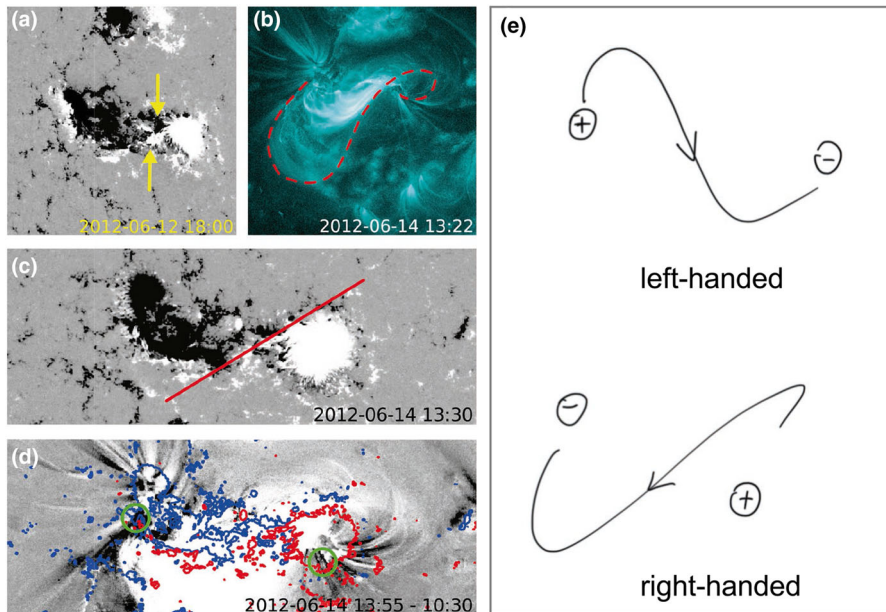 (a)
2012-06-12 18:00
(b)
2012-06-14 13:22
(c)
2012-06-14 13:30
(d)
2012-06-14 13:55 - 10:30
(e)
+
-
left-handed
-
+
right-handed